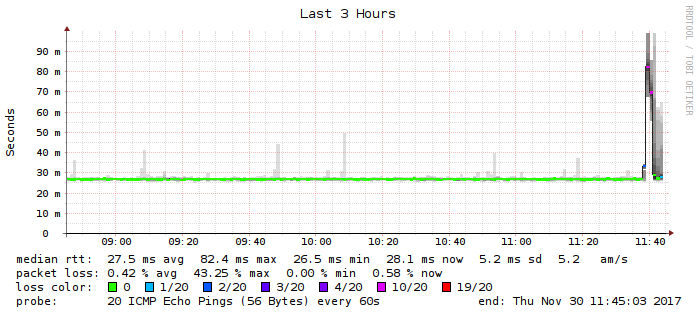 Last 3 Hours
RRDTOOL / TOBI OETIKER
Seconds
90 m
80 m
70 m
60 m
50 m
40 m
30 m
20 m
10 m
0
09:00 09:20 09:40 10:00 10:20 10:40 11:00 11:20 11:40
median rtt: 27.5 ms avg 82.4 ms max 26.5 ms min 28.1 ms now 5.2 ms sd 5.2 am/s
packet loss: 0.42 % avg 43.25 % max 0.00 % min 0.58 % now
loss color: 0 1/20 2/20 3/20 4/20 10/20 19/20
probe: 20 ICMP Echo Pings (56 Bytes) every 60s end: Thu Nov 30 11:45:03 2017